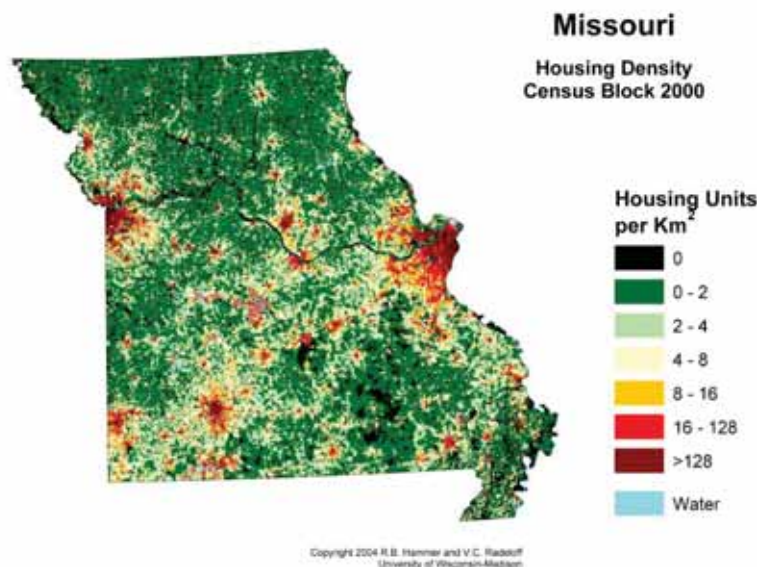 Missouri
Housing Density
Census Block 2000
Housing Units
per Km2
0
0 - 2
2 - 4
4 - 8
8 - 16
16 - 128
>128
Water
Copyright 2004 R.B. Hammer and V.C. Radeloff
University of Wisconsin-Madison